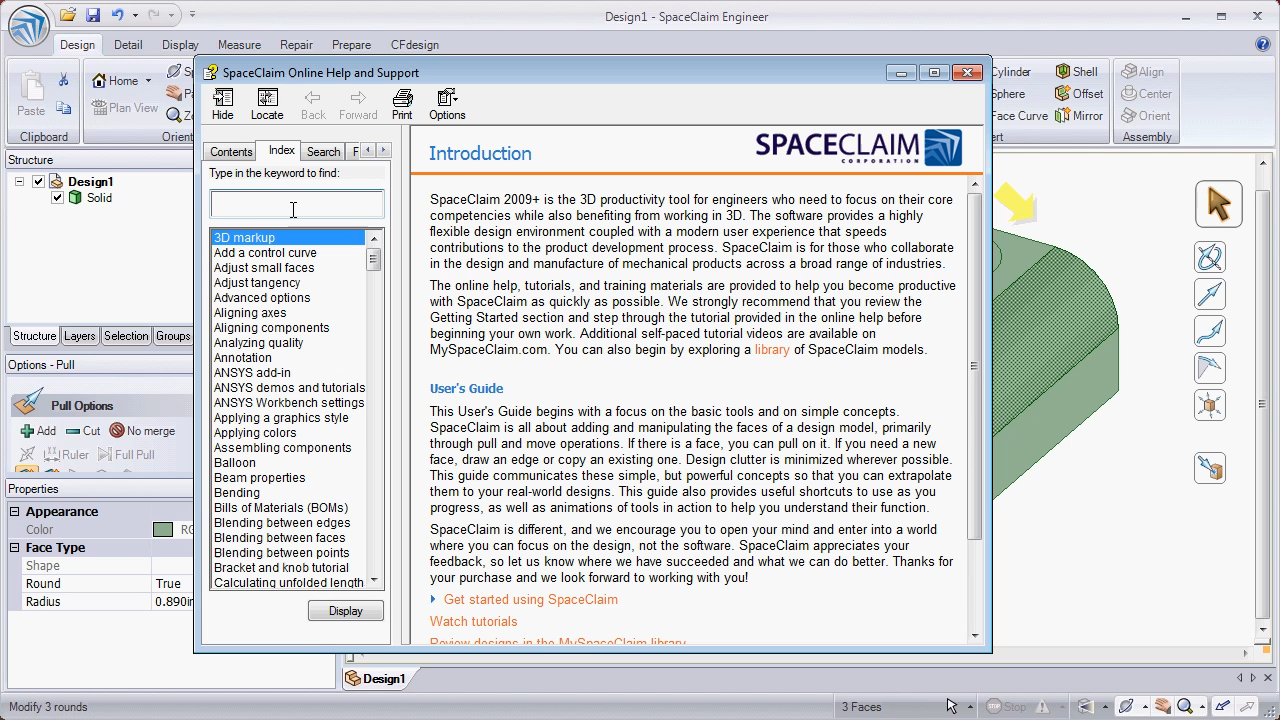 Design1 - SpaceClaim Engineer
Design
Detail
Display
Measure
Repair
Prepare
CFdesign
Paste
Home
Plan View
Clipboard
Orient
Cylinder
Sphere
Face Curve
Shell
Offset
Mirror
Align
Center
Orient
Assembly
SpaceClaim Online Help and Support
Hide
Locate
Back
Forward
Print
Options
Contents
Index
Search
Type in the keyword to find:
3D markup
Add a control curve
Adjust small faces
Adjust tangency
Advanced options
Aligning axes
Aligning components
Analyzing quality
Annotation
ANSYS add-in
ANSYS demos and tutorials
ANSYS Workbench settings
Applying a graphics style
Applying colors
Assembling components
Balloon
Beam properties
Bending
Bills of Materials (BOMs)
Blending between edges
Blending between faces
Blending between points
Bracket and knob tutorial
Calculating unfolded length
Display
Introduction
SPACECLAIM
CORPORATION
SpaceClaim 2009+ is the 3D productivity tool for engineers who need to focus on their core
competencies while also benefiting from working in 3D. The software provides a highly
flexible design environment coupled with a modern user experience that speeds
contributions to the product development process. SpaceClaim is for those who collaborate
in the design and manufacture of mechanical products across a broad range of industries.
The online help, tutorials, and training materials are provided to help you become productive
with SpaceClaim as quickly as possible. We strongly recommend that you review the
Getting Started section and step through the tutorial provided in the online help before
beginning your own work. Additional self-paced tutorial videos are available on
MySpaceClaim.com. You can also begin by exploring a library of SpaceClaim models.
User's Guide
This User's Guide begins with a focus on the basic tools and on simple concepts.
SpaceClaim is all about adding and manipulating the faces of a design model, primarily
through pull and move operations. If there is a face, you can pull on it. If you need a new
face, draw an edge or copy an existing one. Design clutter is minimized wherever possible.
This guide communicates these simple, but powerful concepts so that you can extrapolate
them to your real-world designs. This guide also provides useful shortcuts to use as you
progress, as well as animations of tools in action to help you understand their function.
SpaceClaim is different, and we encourage you to open your mind and enter into a world
where you can focus on the design, not the software. SpaceClaim appreciates your
feedback, so let us know where we have succeeded and what we can do better. Thanks for
your purchase and we look forward to working with you!
Get started using SpaceClaim
Watch tutorials
Review designs in the MySpaceClaim library
Structure
Design1
Solid
Structure
Layers
Selection
Groups
Options - Pull
Pull Options
Add
Cut
No merge
Ruler
Full Pull
Properties
Appearance
Color
Face Type
Shape
Round True
Radius 0.890in
Design1
Modify 3 rounds
3 Faces
Stop